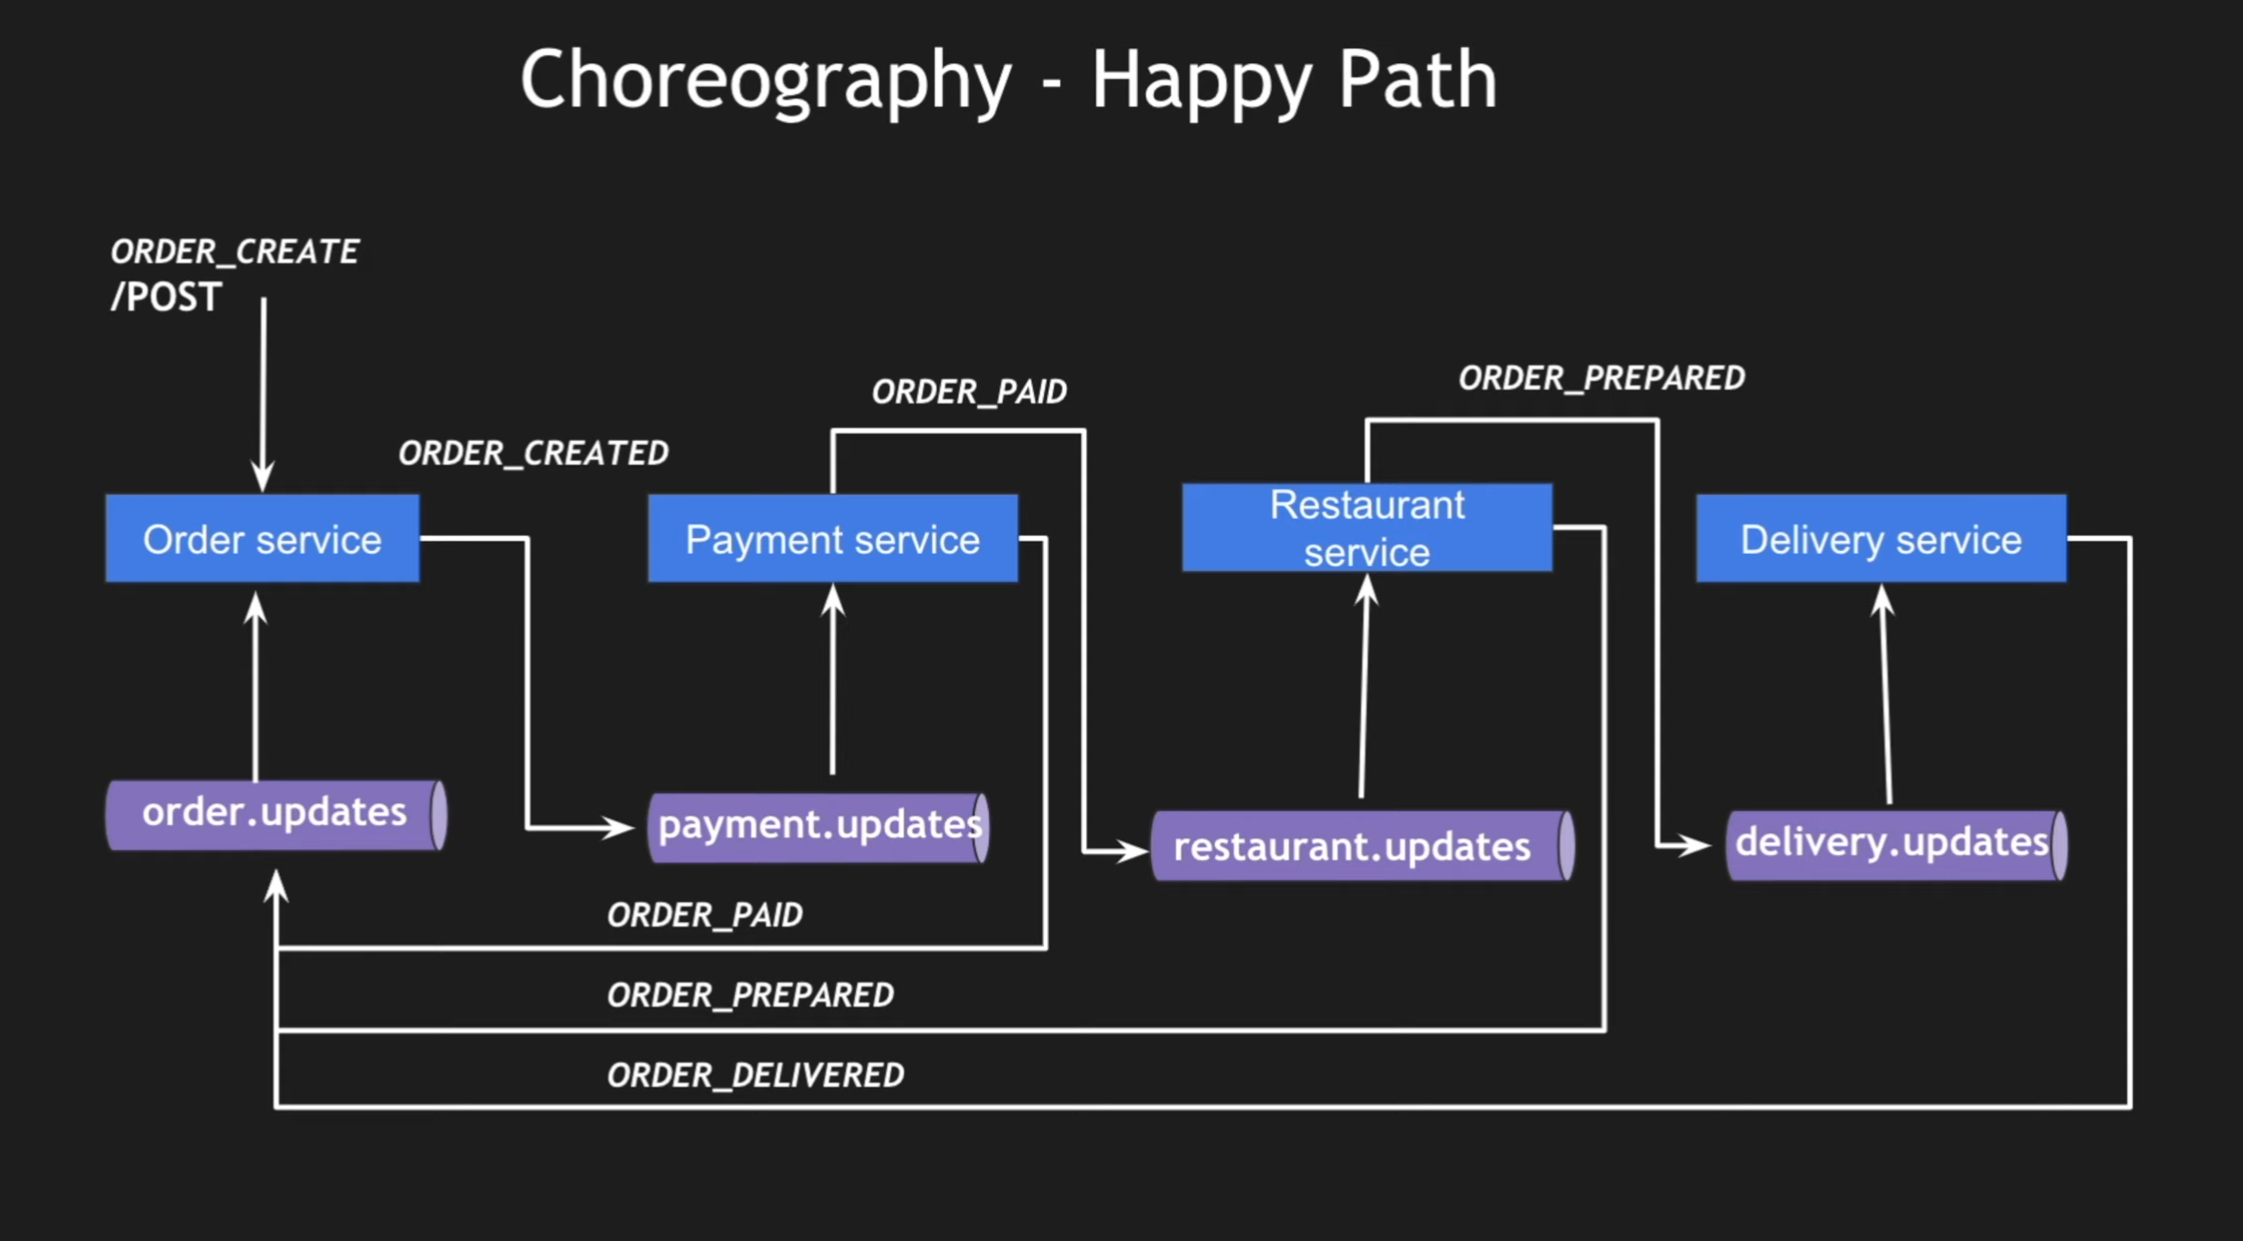 Choreography - Happy Path
ORDER_CREATE
/POST
ORDER_PAID
ORDER_PREPARED
ORDER_CREATED
Order service
Payment service
Restaurant
service
Delivery service
order.updates
payment.updates
restaurant.updates
delivery.updates
ORDER_PAID
ORDER_PREPARED
ORDER_DELIVERED